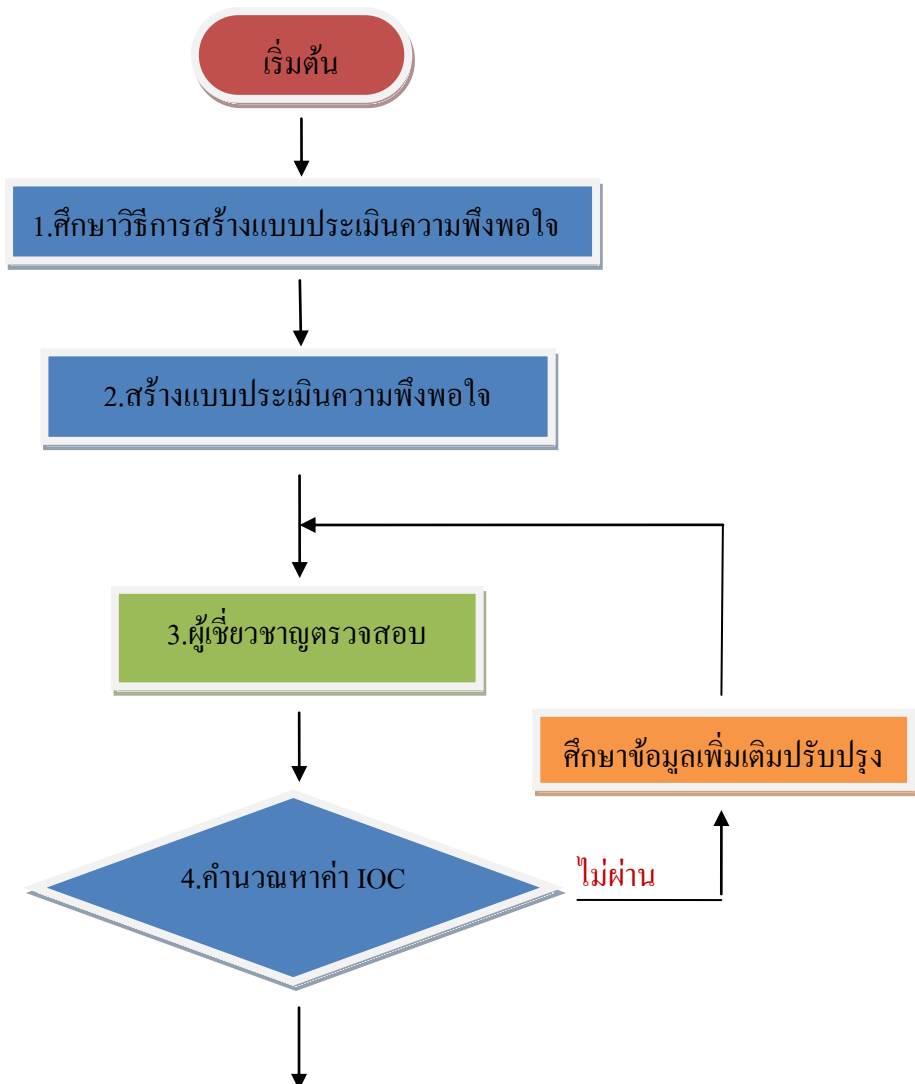 เริ่มต้น
1.ศึกษาวิธีการสร้างแบบประเมินความพึงพอใจ
2.สร้างแบบประเมินความพึงพอใจ
3.ผู้เชี่ยวชาญตรวจสอบ
ศึกษาข้อมูลเพิ่มเติมปรับปรุง
4.คำนวณหาค่า IOC
ไม่ผ่าน